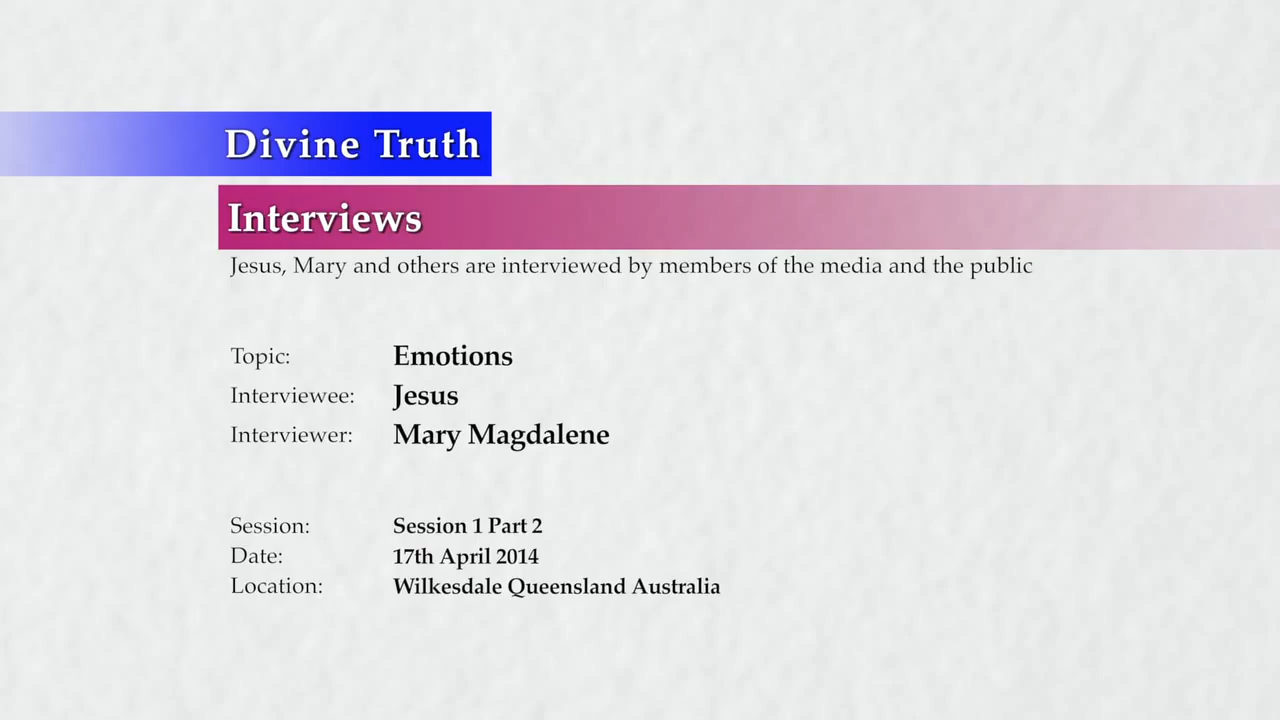 Divine Truth
Interviews
Jesus, Mary and others are interviewed by members of the media and the public
Topic: Emotions
Interviewee: Jesus
Interviewer: Mary Magdalene
Session: Session 1 Part 2
Date: 17th April 2014
Location: Wilkesdale Queensland Australia